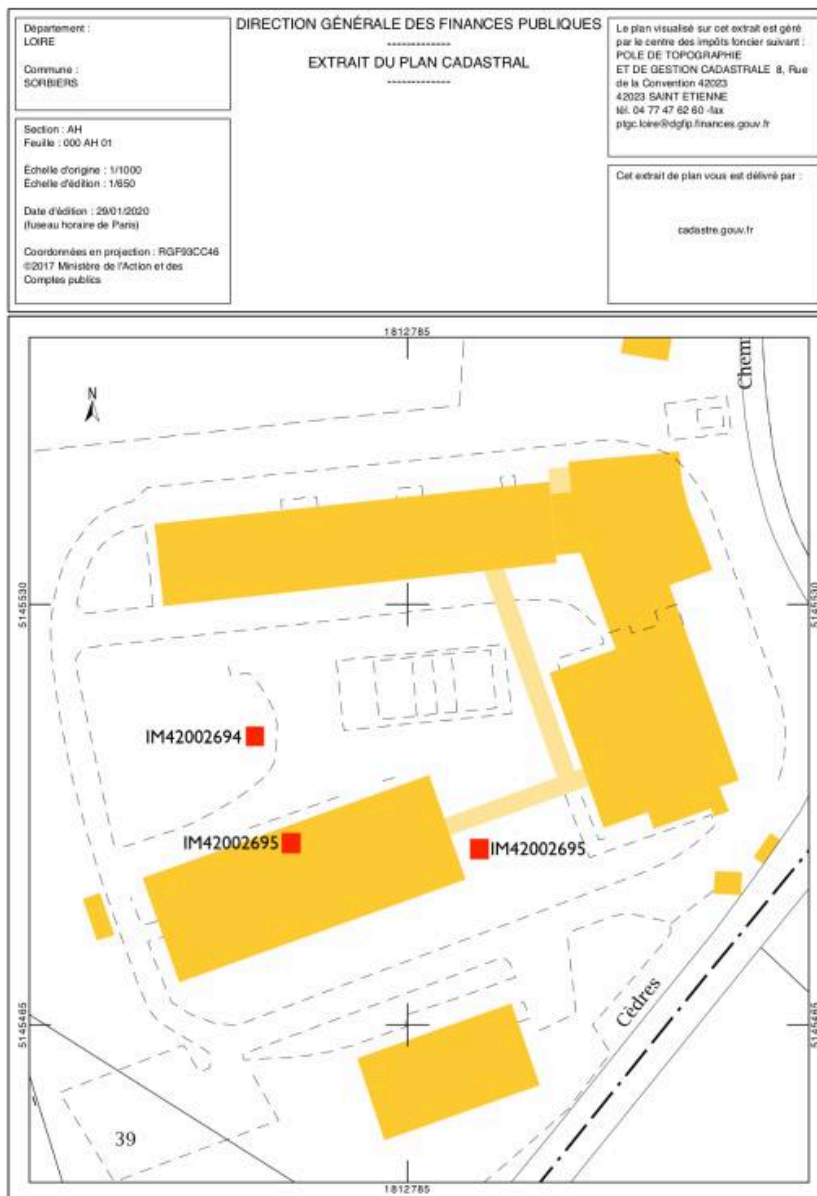 Département :
LOIRE
Commune :
SORBIERS
Section : AH
Feuille : 000 AH 01
Échelle d'origine : 1/1000
Échelle d'édition : 1/650
Date d'édition : 29/01/2020
(fuseau horaire de Paris)
Coordonnées en projection : RGF93CC46
©2017 Ministère de l'Action et des
Comptes publics
DIRECTION GÉNÉRALE DES FINANCES PUBLIQUES
-------------
EXTRAIT DU PLAN CADASTRAL
-------------
Le plan visualisé sur cet extrait est géré
par le centre des impôts foncier suivant :
POLE DE TOPOGRAPHIE
ET DE GESTION CADASTRALE 8, Rue
de la Convention 42023
42023 SAINT ETIENNE
tél. 04 77 47 62 60 -fax
ptgc.loire@dgfip.finances.gouv.fr
Cet extrait de plan vous est délivré par :
cadastre.gouv.fr
1812785
Chem
N
5145530
5145530
IM42002694
IM42002695
IM42002695
Cèdres
5145465
5145465
39
1812785